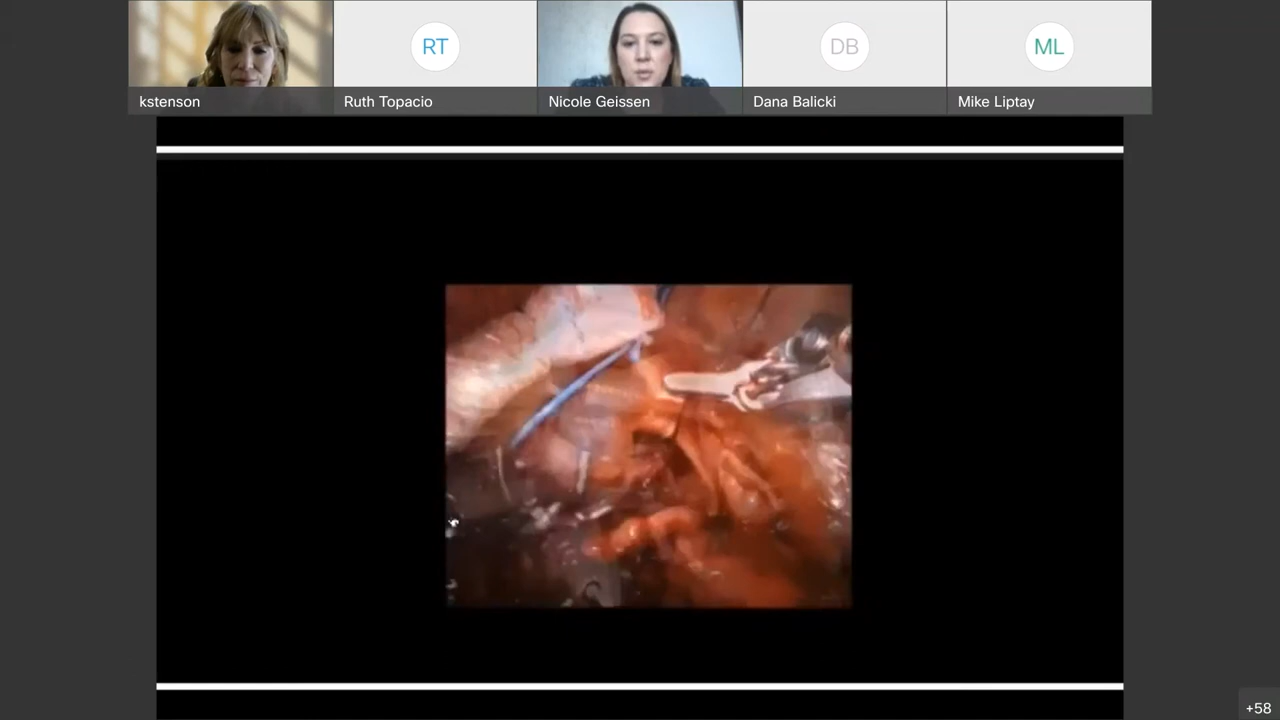 RT
DB
ML
kstenson
Ruth Topacio
Nicole Geissen
Dana Balicki
Mike Liptay
+58